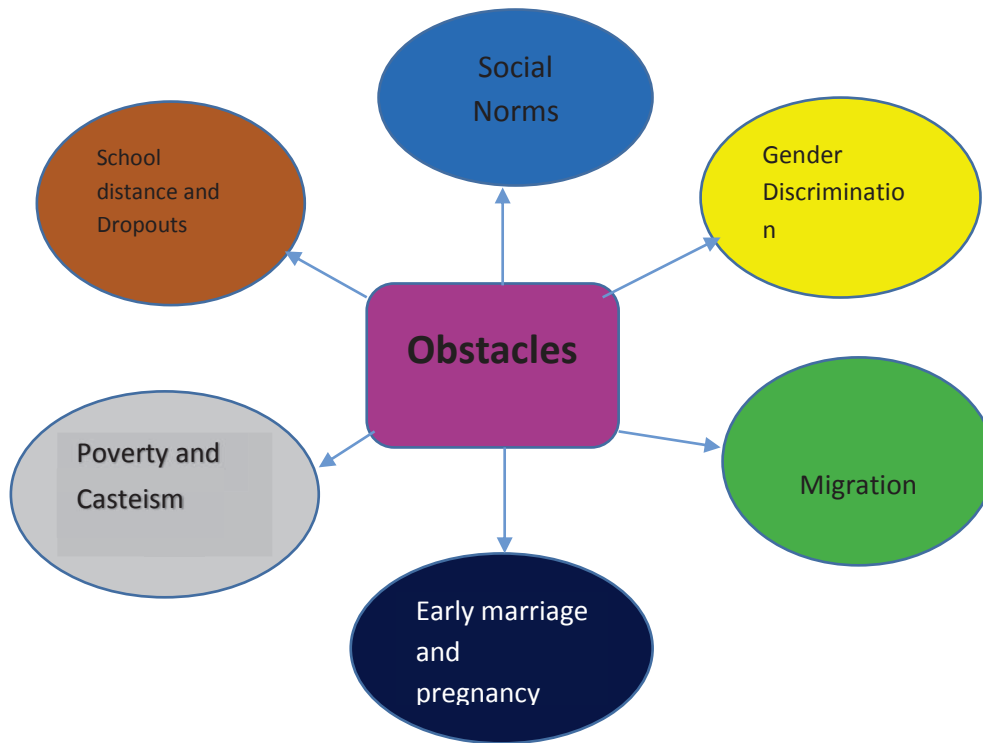 Social
Norms
School
distance and
Dropouts
Gender
Discriminatio
n
Obstacles
Poverty and
Casteism
Migration
Early marriage
and
pregnancy